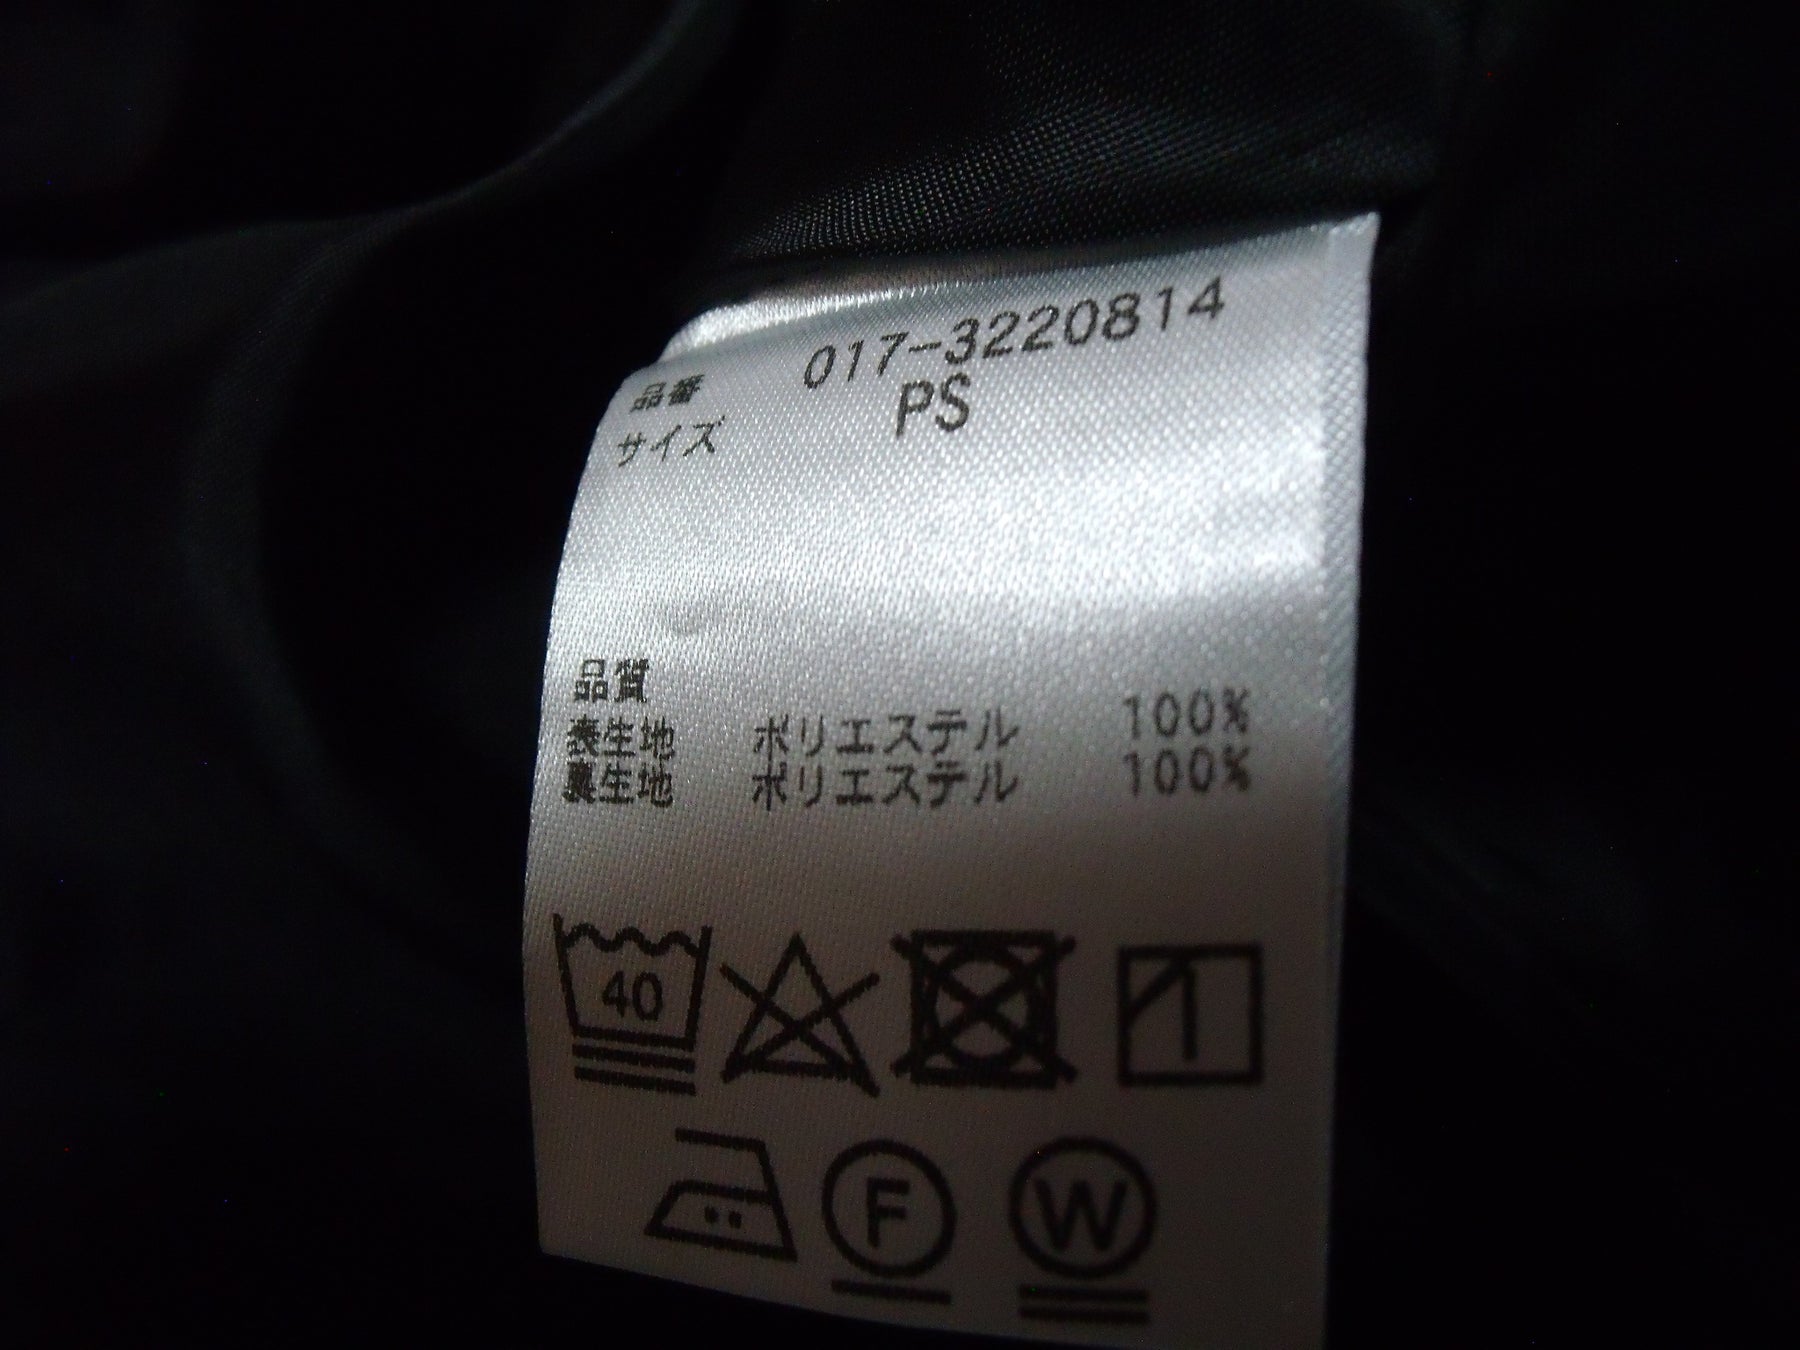 品番 017-3220814
サイズ PS
品質
表生地 ポリエステル 100%
裏生地 ポリエステル 100%
40
F W